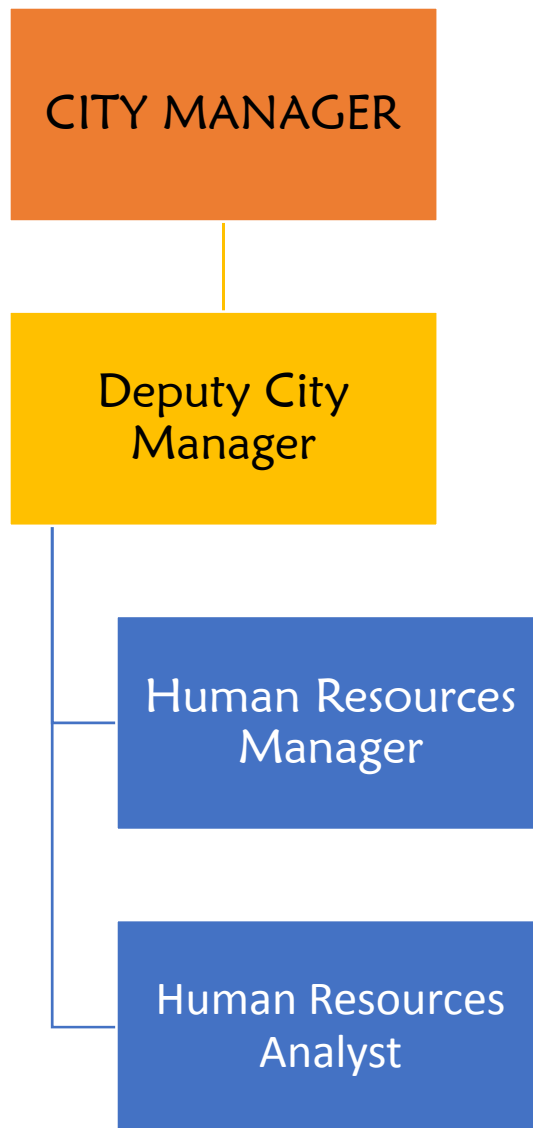 CITY MANAGER
Deputy City
Manager
Human Resources
Manager
Human Resources
Analyst